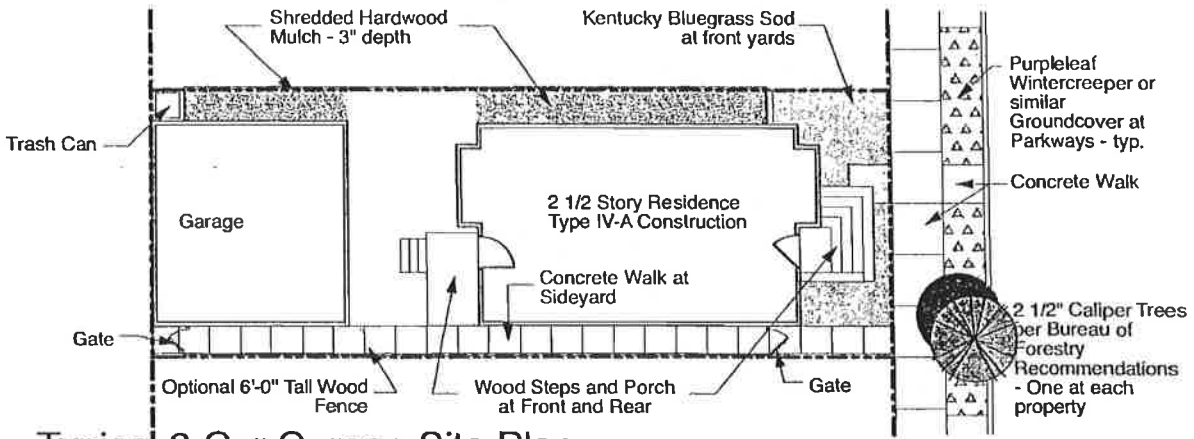 Shredded Hardwood
Mulch - 3" depth
Kentucky Bluegrass Sod
at front yards
Purpleleaf
Wintercreeper or
similar
Groundcover at
Parkways - typ.
Trash Can
Concrete Walk
Garage
2 1/2 Story Residence
Type IV-A Construction
Concrete Walk at
Sideyard
2 1/2" Caliper Trees
per Bureau of
Forestry
Recommendations
- One at each
property
Gate
Optional 6'-0" Tall Wood
Fence
Wood Steps and Porch
at Front and Rear
Gate
Site Plan